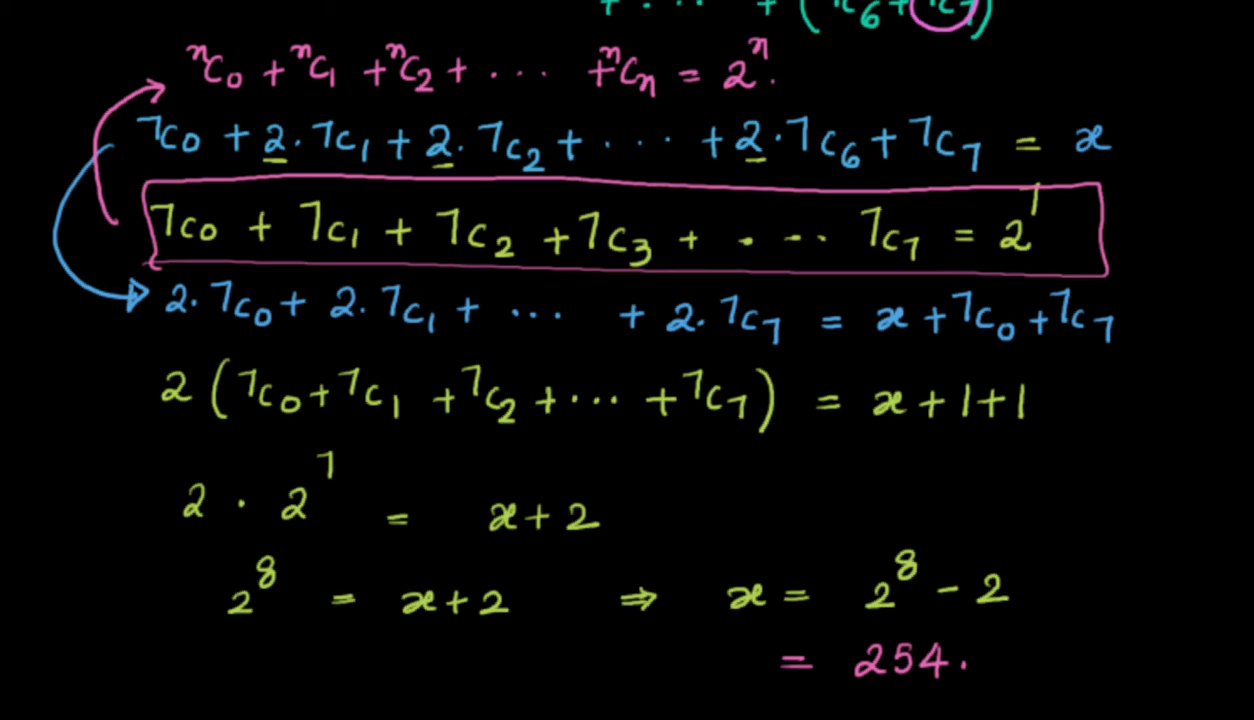 + ... + (7C₆ + 7C₇)
ⁿC₀ + ⁿC₁ + ⁿC₂ + ... + ⁿCₙ = 2ⁿ.
7C₀ + 2·7C₁ + 2·7C₂ + ... + 2·7C₆ + 7C₇ = x
7C₀ + 7C₁ + 7C₂ + 7C₃ + ... 7C₇ = 2⁷
2·7C₀ + 2·7C₁ + ... + 2·7C₇ = x + 7C₀ + 7C₇
2 (7C₀ + 7C₁ + 7C₂ + ... + 7C₇) = x + 1 + 1
2 · 2⁷ = x + 2
2⁸ = x + 2 ⇒ x = 2⁸ - 2
= 254.